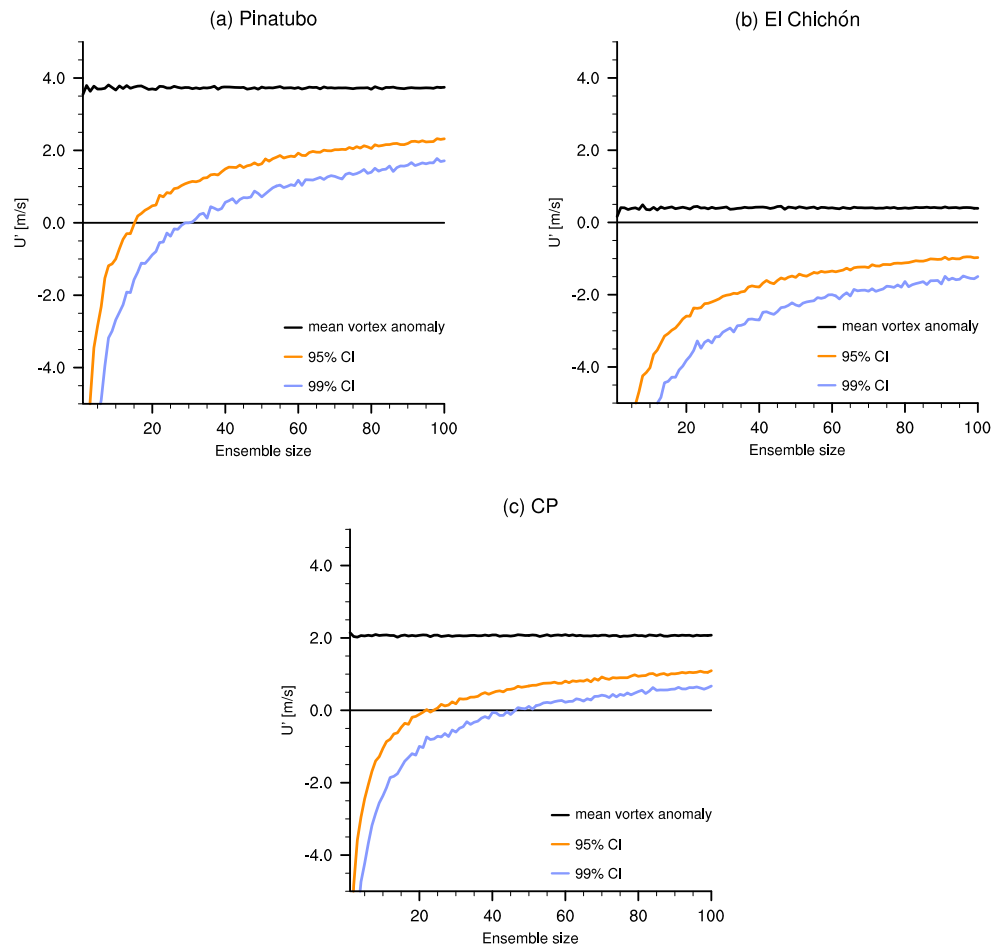 (a) Pinatubo
4.0
2.0
0.0
-2.0
-4.0
U' [m/s]
mean vortex anomaly
95% CI
99% CI
20 40 60 80 100
Ensemble size
(b) El Chichón
4.0
2.0
0.0
-2.0
-4.0
U' [m/s]
mean vortex anomaly
95% CI
99% CI
20 40 60 80 100
Ensemble size
(c) CP
4.0
2.0
0.0
-2.0
-4.0
U' [m/s]
mean vortex anomaly
95% CI
99% CI
20 40 60 80 100
Ensemble size